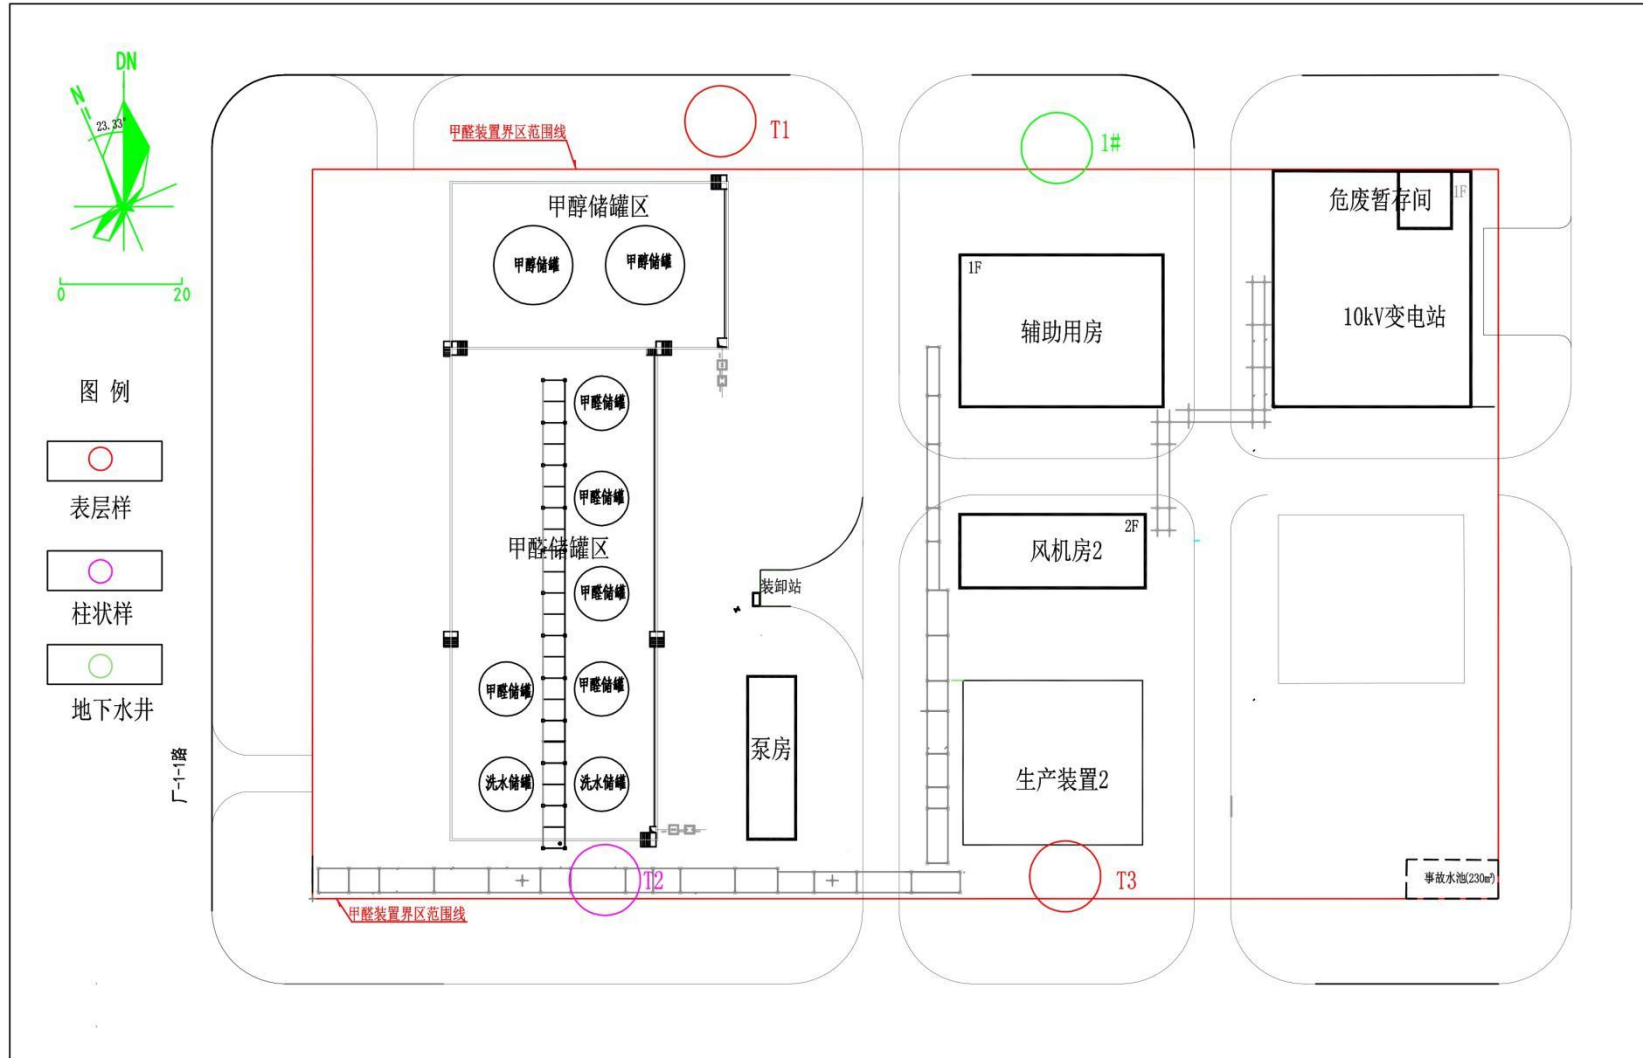 DN
N
23.33°
0
20
图 例
表层样
柱状样
地下水井
厂-1-1路
甲醛装置界区范围线
T1
1#
甲醇储罐区
甲醇储罐
甲醇储罐
危废暂存间
1F
10kV变电站
1F
辅助用房
甲醛储罐
甲醛储罐
甲醛储罐区
甲醛储罐
甲醛储罐
甲醛储罐
洗水储罐
洗水储罐
装卸站
泵房
2F
风机房2
生产装置2
T2
T3
事故水池(230m³)
甲醛装置界区范围线